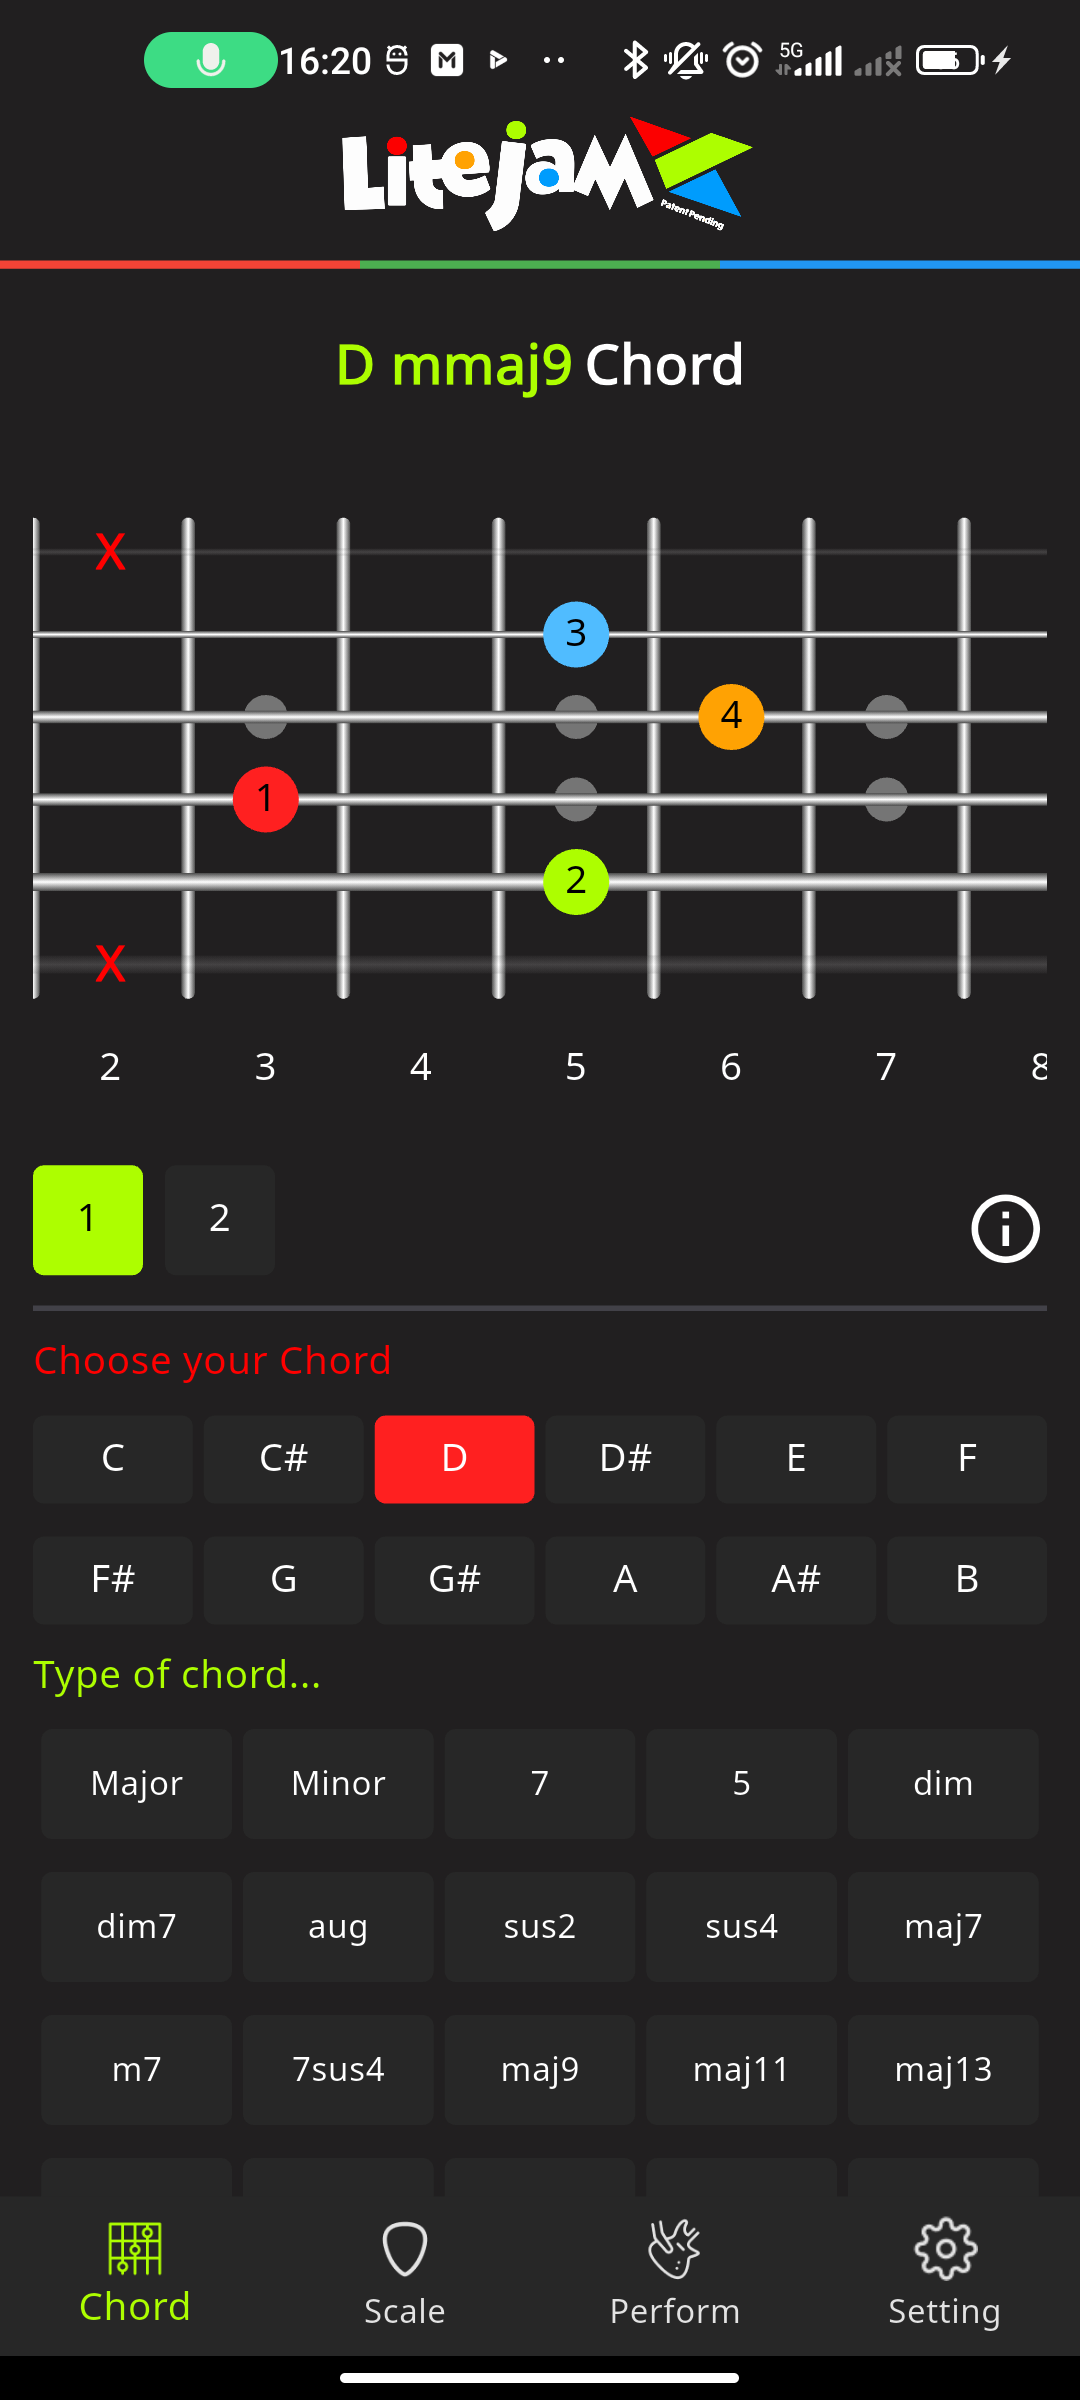 16:20
5G
Litejam
Patent Pending
D mmaj9 Chord
X
3
4
1
2
X
2 3 4 5 6 7 8
1 2
Choose your Chord
C C# D D# E F
F# G G# A A# B
Type of chord...
Major Minor 7 5 dim
dim7 aug sus2 sus4 maj7
m7 7sus4 maj9 maj11 maj13
Chord Scale Perform Setting